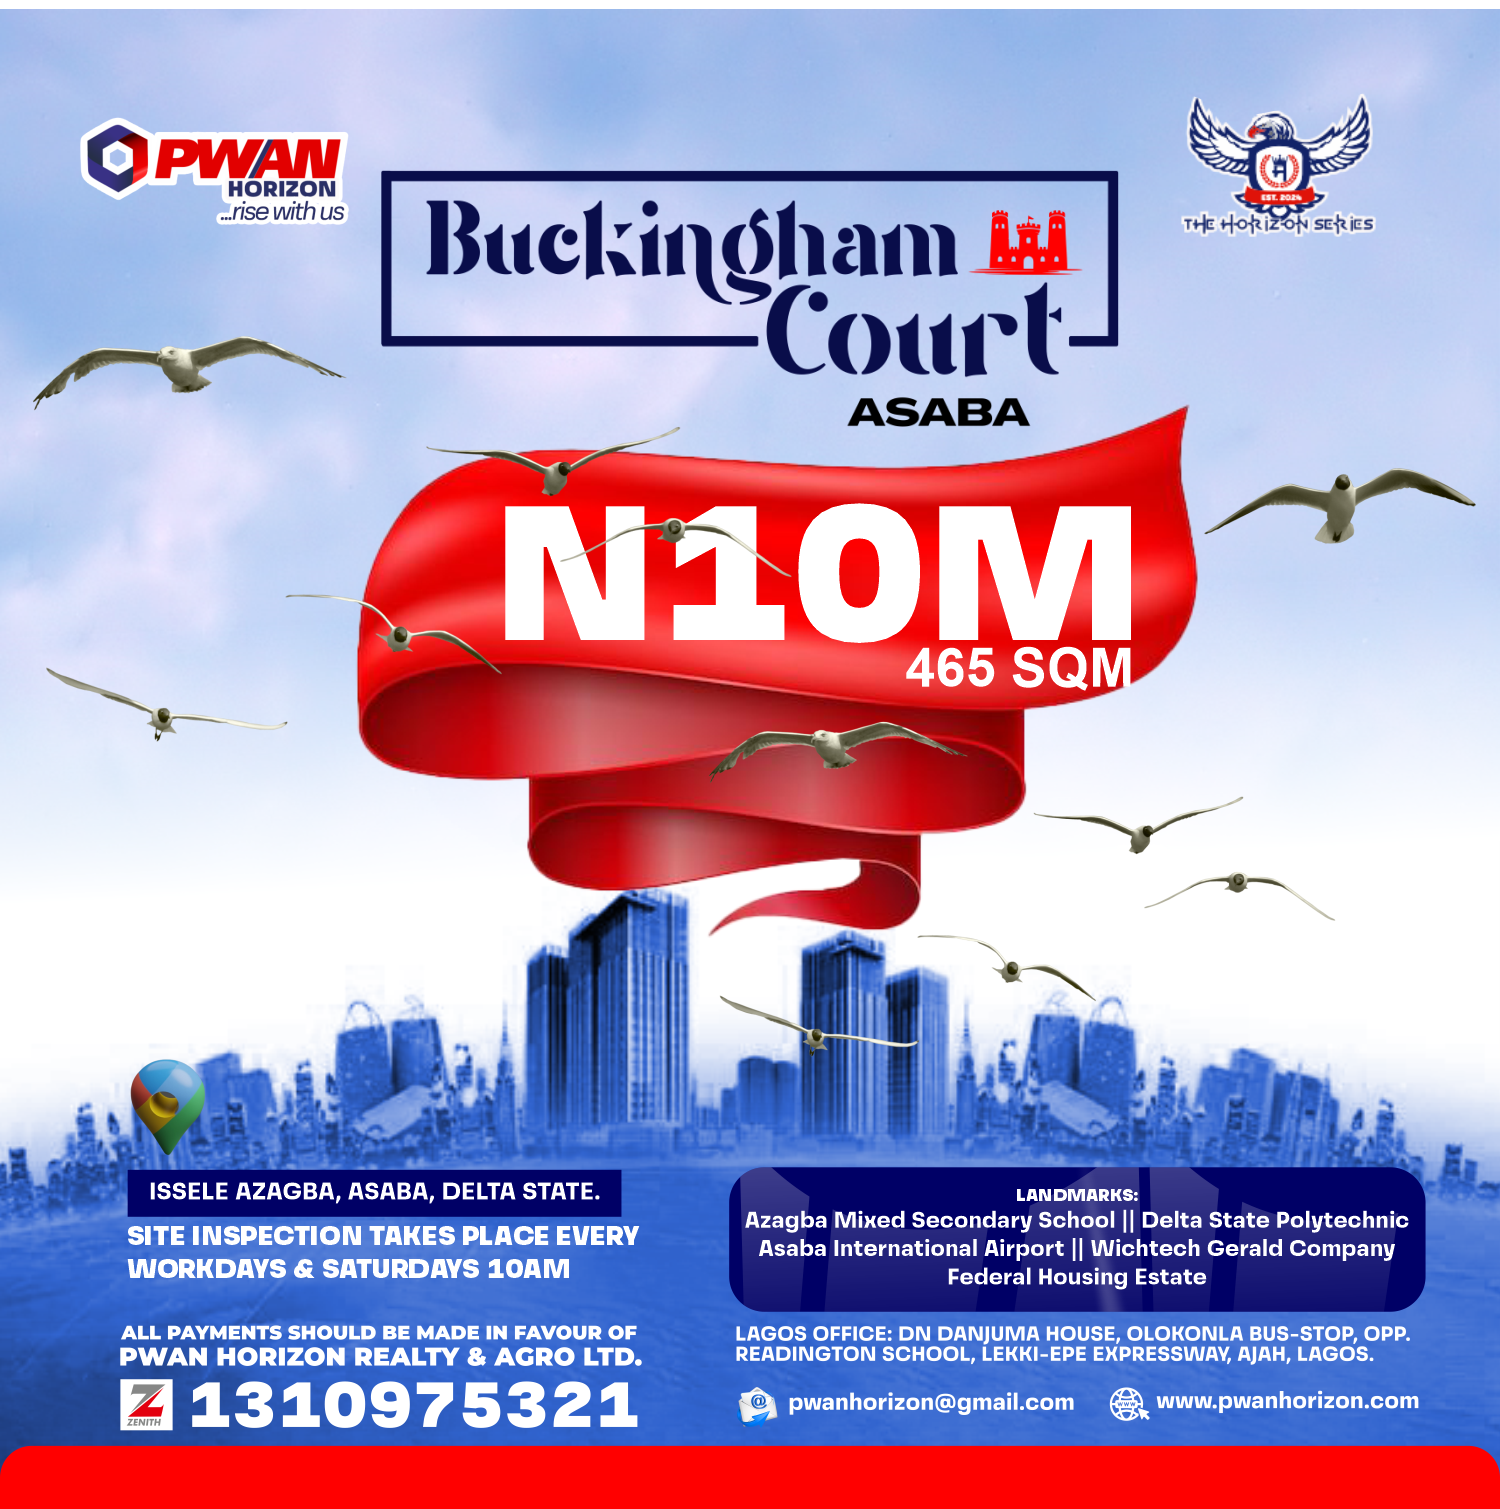 PWAN
HORIZON
...rise with us
EST. 2024
THE HORIZON SERIES
Buckingham
Court
ASABA
N10M
465 SQM
ISSELE AZAGBA, ASABA, DELTA STATE.
SITE INSPECTION TAKES PLACE EVERY
WORKDAYS & SATURDAYS 10AM
ALL PAYMENTS SHOULD BE MADE IN FAVOUR OF
PWAN HORIZON REALTY & AGRO LTD.
ZENITH
1310975321
LANDMARKS:
Azagba Mixed Secondary School || Delta State Polytechnic
Asaba International Airport || Wichtech Gerald Company
Federal Housing Estate
LAGOS OFFICE: DN DANJUMA HOUSE, OLOKONLA BUS-STOP, OPP.
READINGTON SCHOOL, LEKKI-EPE EXPRESSWAY, AJAH, LAGOS.
@ pwanhorizon@gmail.com
www www.pwanhorizon.com